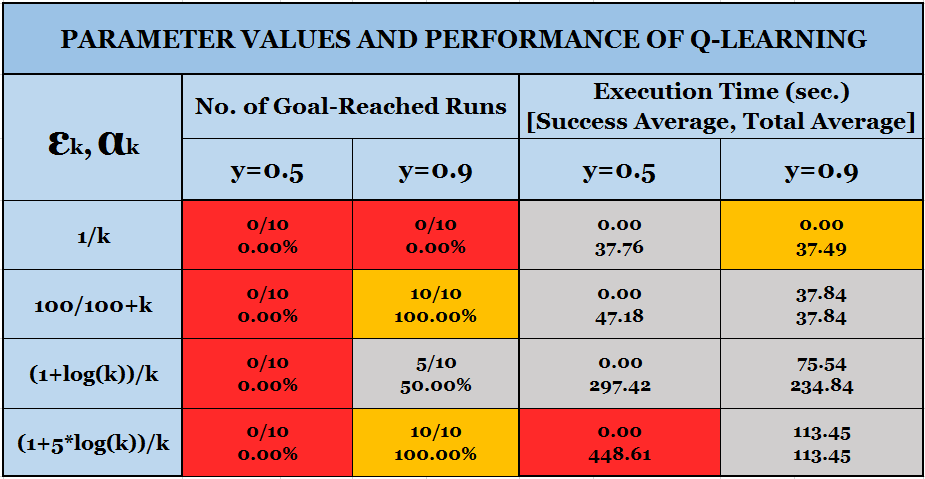 PARAMETER VALUES AND PERFORMANCE OF Q-LEARNING
εk, αk
No. of Goal-Reached Runs
Execution Time (sec.)
[Success Average, Total Average]
y=0.5
y=0.9
y=0.5
y=0.9
1/k
0/10
0.00%
0/10
0.00%
0.00
37.76
0.00
37.49
100/100+k
0/10
0.00%
10/10
100.00%
0.00
47.18
37.84
37.84
(1+log(k))/k
0/10
0.00%
5/10
50.00%
0.00
297.42
75.54
234.84
(1+5*log(k))/k
0/10
0.00%
10/10
100.00%
0.00
448.61
113.45
113.45